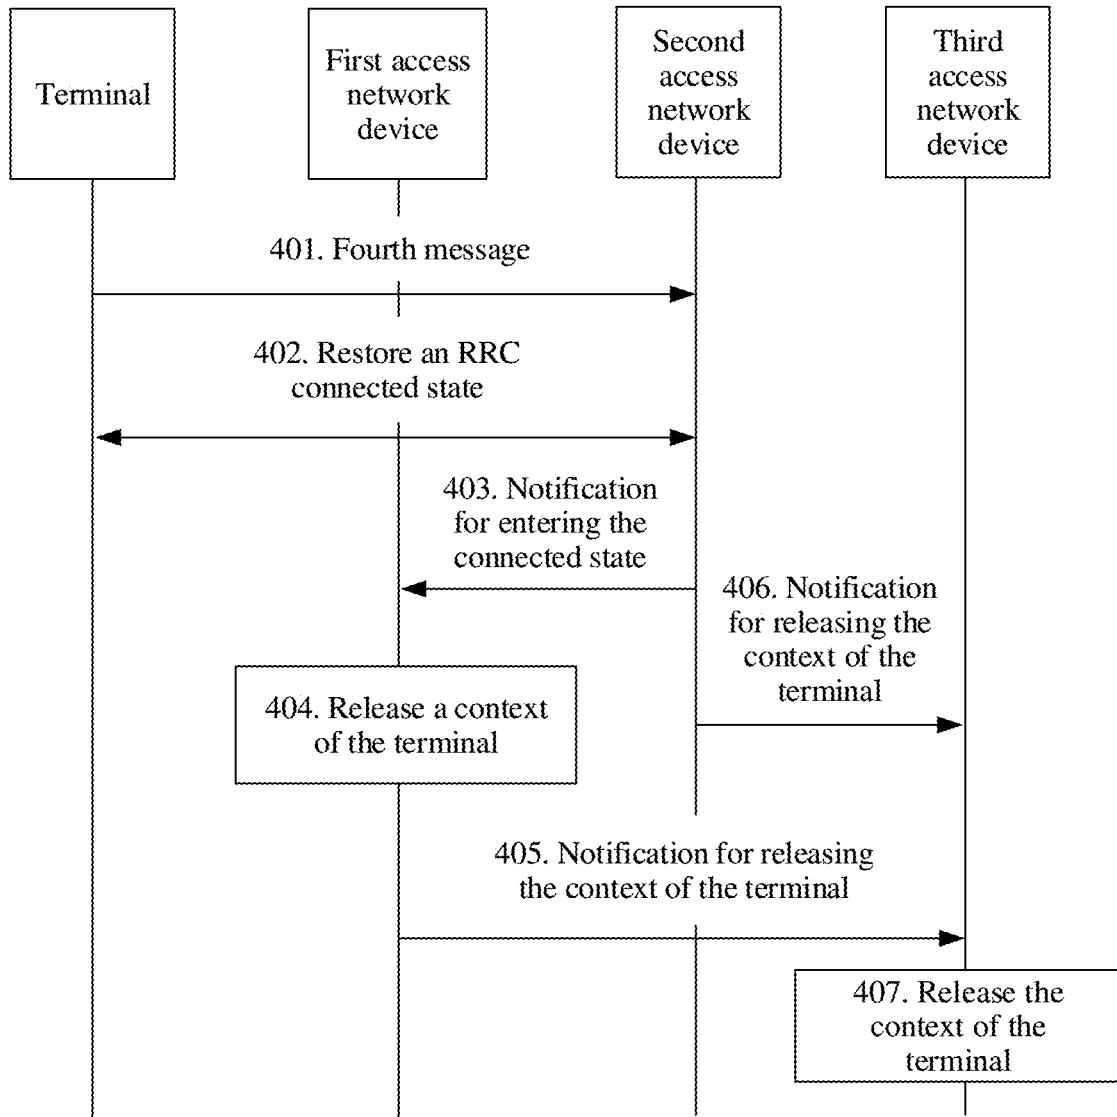 Terminal
First access
network
device
Second
access
network
device
Third
access
network
device
401. Fourth message
402. Restore an RRC
connected state
403. Notification
for entering the
connected state
406. Notification
for releasing the
context of the
terminal
404. Release a context
of the terminal
405. Notification for releasing
the context of the terminal
407. Release the
context of the
terminal